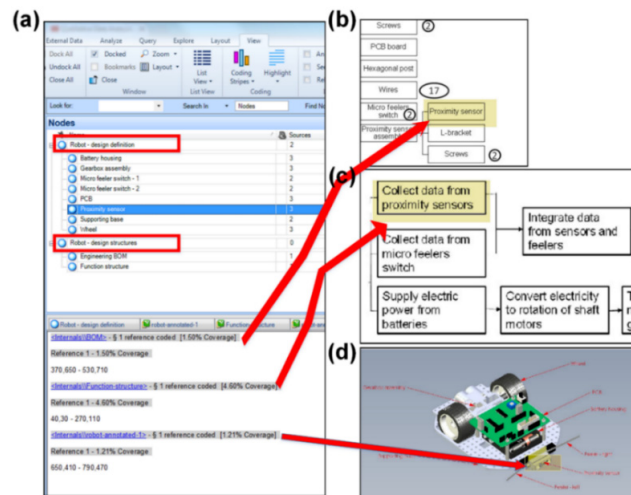 (a)
External Data Analyze Query Explore Layout View
Dock All Docked Zoom
Undock All Bookmarks Layout
Close All Close
List View Coding Stripes Highlight
Window List View Coding
Look for: Search In Nodes Find No
Nodes
Sources
Robot - design definition 2
Battery housing 3
Gearbox assembly 3
Micro feeler switch - 1 3
Micro feeler switch - 2 3
PCB 3
Proximity sensor 3
Supporting base 2
Wheel 3
Robot - design structures 0
Engineering BOM 1
Function structure
Robot - design definition robot-annotated-1 Function-structure
<Internals\\BOM> - § 1 reference coded [1.50% Coverage]
Reference 1 - 1.50% Coverage
370,650 - 530,710
<Internals\\Function-structure> - § 1 reference coded [4.60% Coverage]
Reference 1 - 4.60% Coverage
40,30 - 270,110
<Internals\\robot-annotated-1> - § 1 reference coded [1.21% Coverage]
Reference 1 - 1.21% Coverage
650,410 - 790,470
(b)
Screws 2
PCB board
Hexagonal post
Wires 17
Micro feelers switch 2
Proximity sensor
Proximity sensor assembly
L-bracket
Screws 2
(c)
Collect data from proximity sensors
Integrate data from sensors and feelers
Collect data from micro feelers switch
Supply electric power from batteries
Convert electricity to rotation of shaft motors
(d)